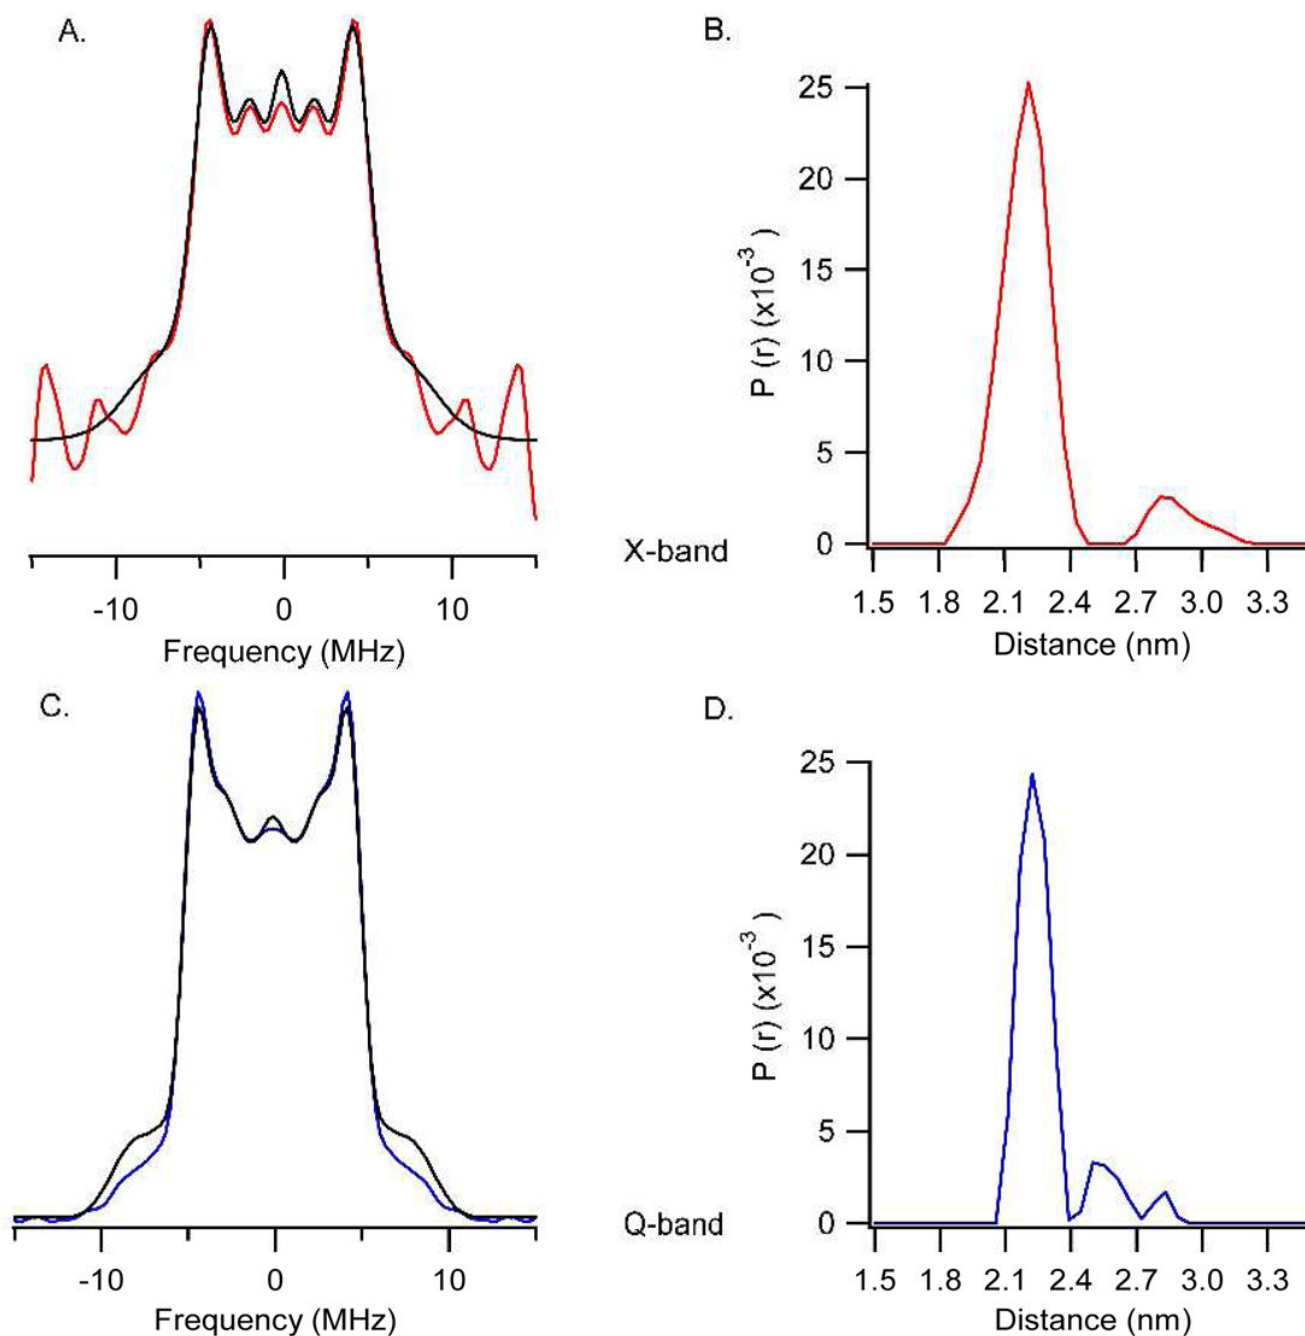 A.
B.
25
20
15
10
5
0
P (r) (x10⁻³ )
-10 0 10
Frequency (MHz)
X-band
1.5 1.8 2.1 2.4 2.7 3.0 3.3
Distance (nm)
C.
D.
25
20
15
10
5
0
P (r) (x10⁻³ )
-10 0 10
Frequency (MHz)
Q-band
1.5 1.8 2.1 2.4 2.7 3.0 3.3
Distance (nm)